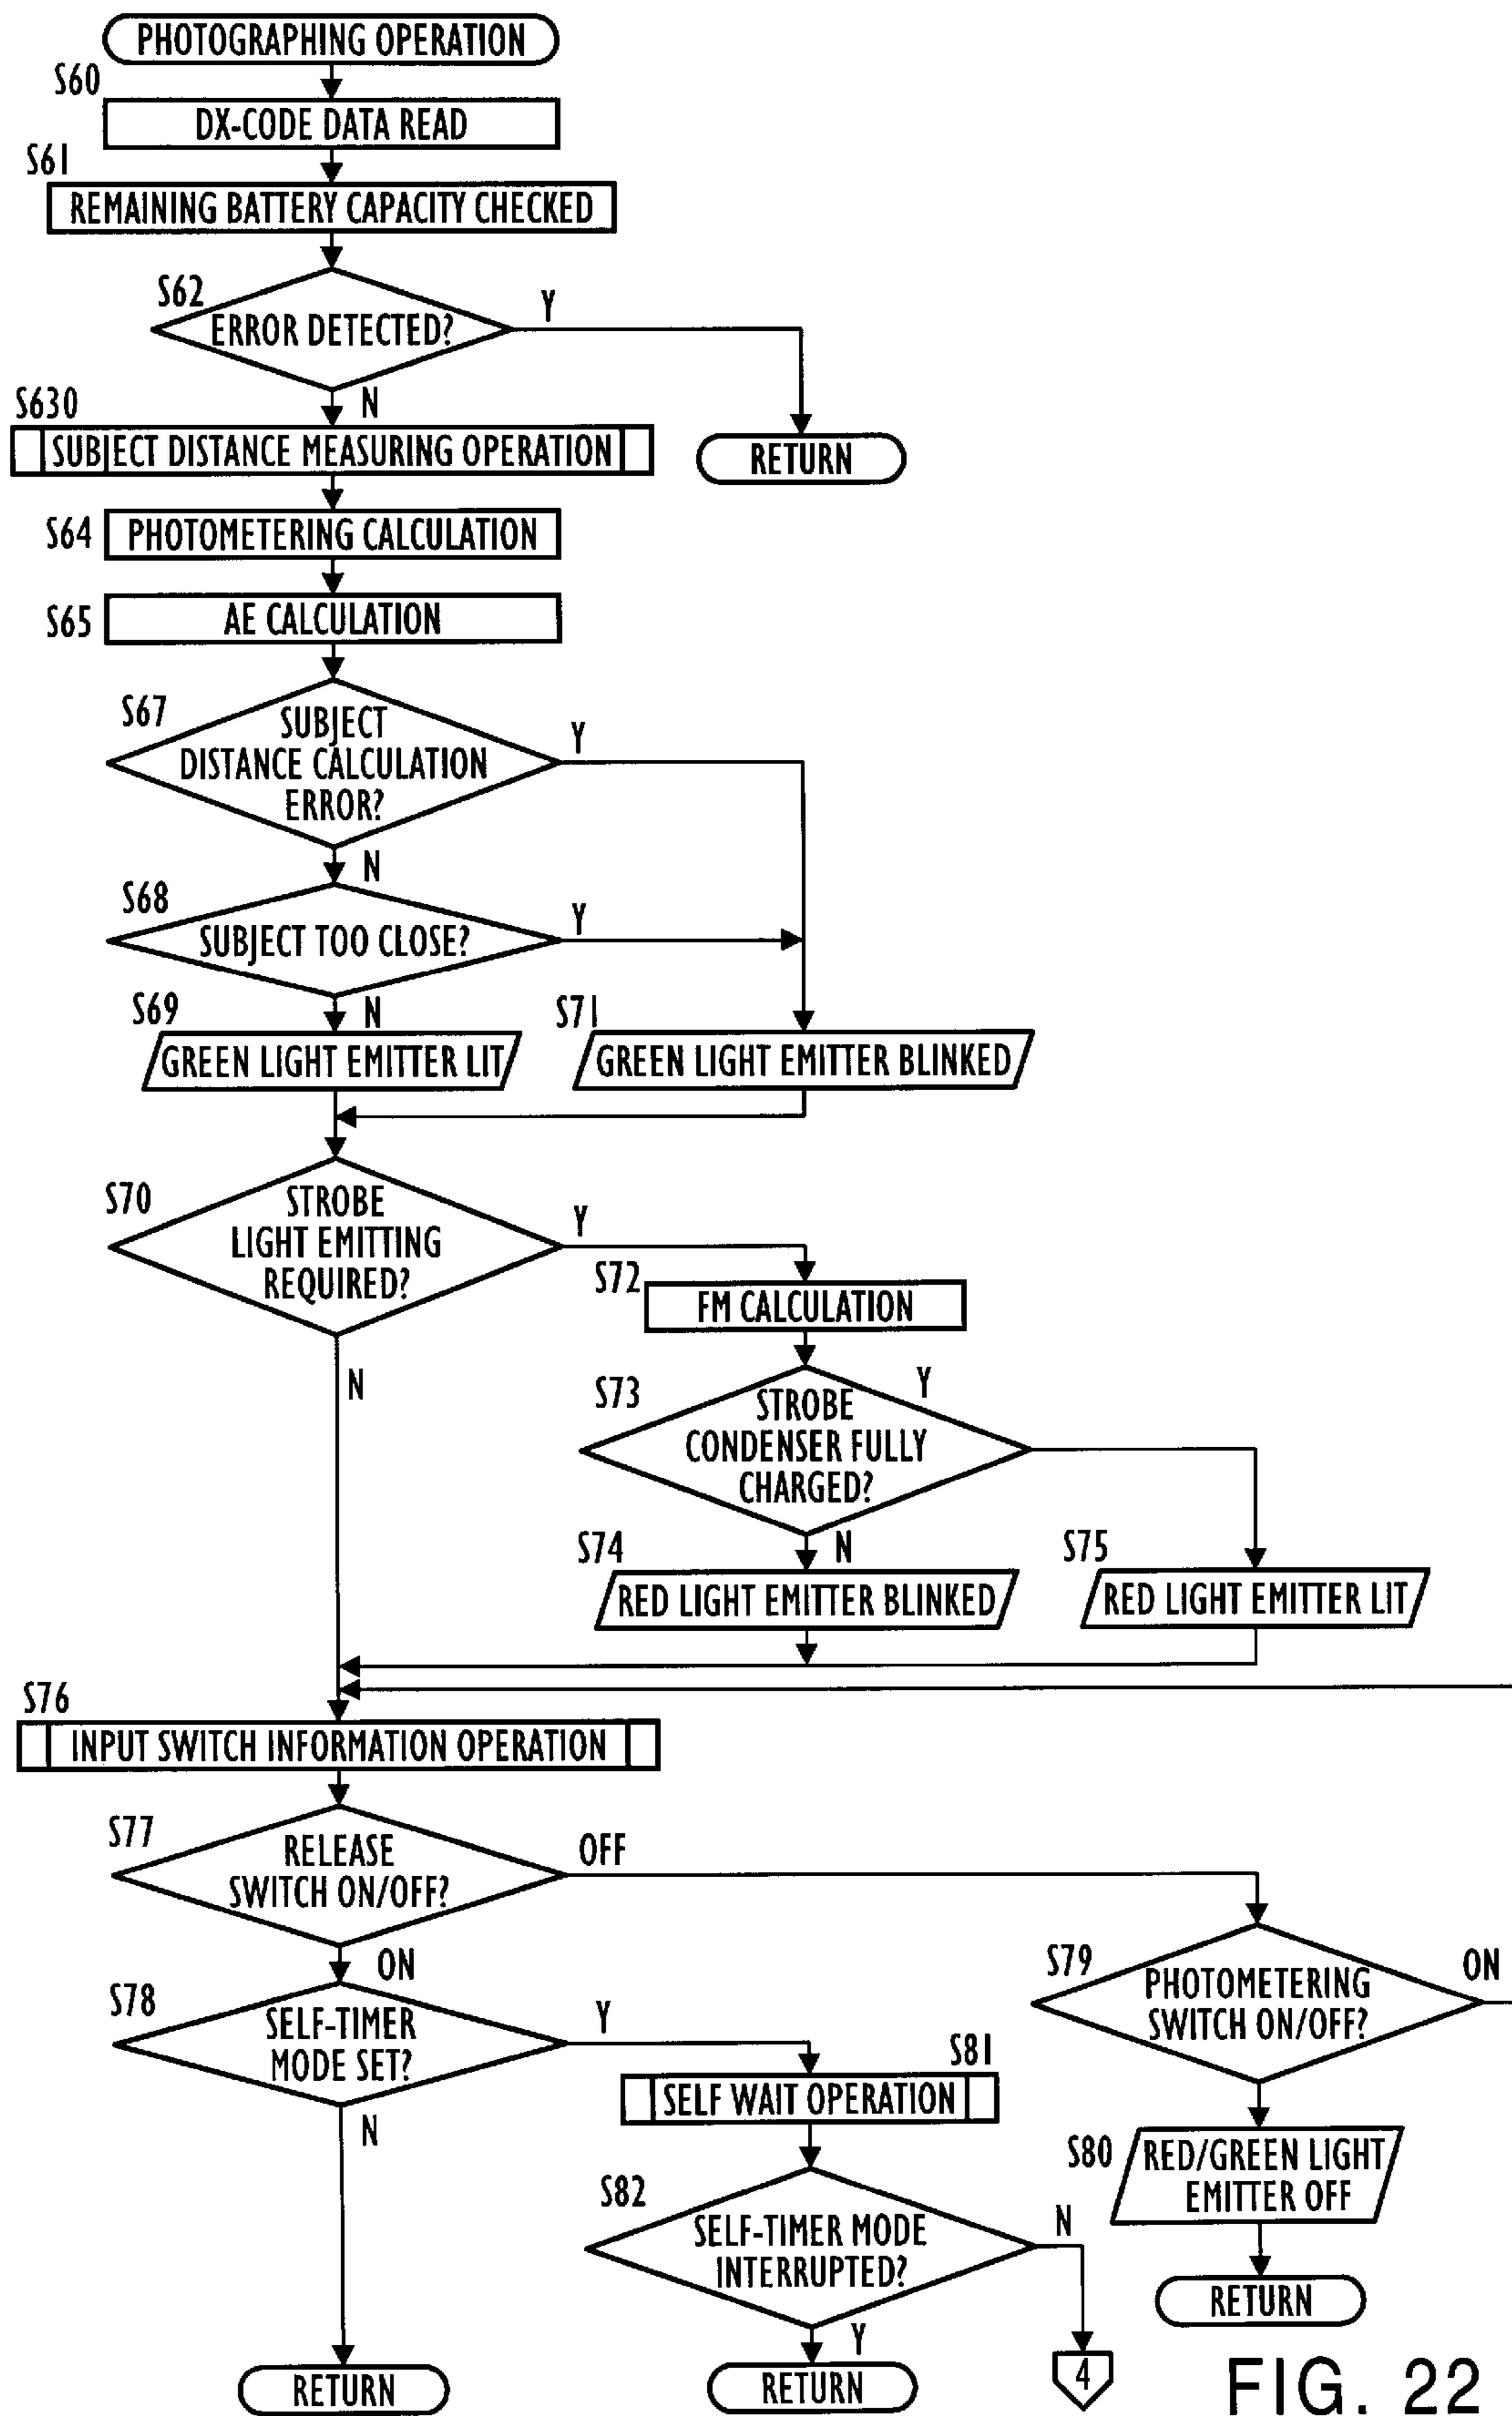 PHOTOGRAPHING OPERATION
S60
DX-CODE DATA READ
S61
REMAINING BATTERY CAPACITY CHECKED
S62
ERROR DETECTED?
Y
N
S630
SUBJECT DISTANCE MEASURING OPERATION
RETURN
S64
PHOTOMETERING CALCULATION
S65
AE CALCULATION
S67
SUBJECT
DISTANCE CALCULATION
ERROR?
Y
N
S68
SUBJECT TOO CLOSE?
Y
N
S69
GREEN LIGHT EMITTER LIT
S71
GREEN LIGHT EMITTER BLINKED
S70
STROBE
LIGHT EMITTING
REQUIRED?
Y
N
S72
FM CALCULATION
S73
STROBE
CONDENSER FULLY
CHARGED?
Y
N
S74
RED LIGHT EMITTER BLINKED
S75
RED LIGHT EMITTER LIT
S76
INPUT SWITCH INFORMATION OPERATION
S77
RELEASE
SWITCH ON/OFF?
OFF
ON
S78
SELF-TIMER
MODE SET?
Y
N
S79
PHOTOMETERING
SWITCH ON/OFF?
ON
S81
SELF WAIT OPERATION
S80
RED/GREEN LIGHT
EMITTER OFF
S82
SELF-TIMER MODE
INTERRUPTED?
N
Y
RETURN
RETURN
RETURN
4
FIG. 22